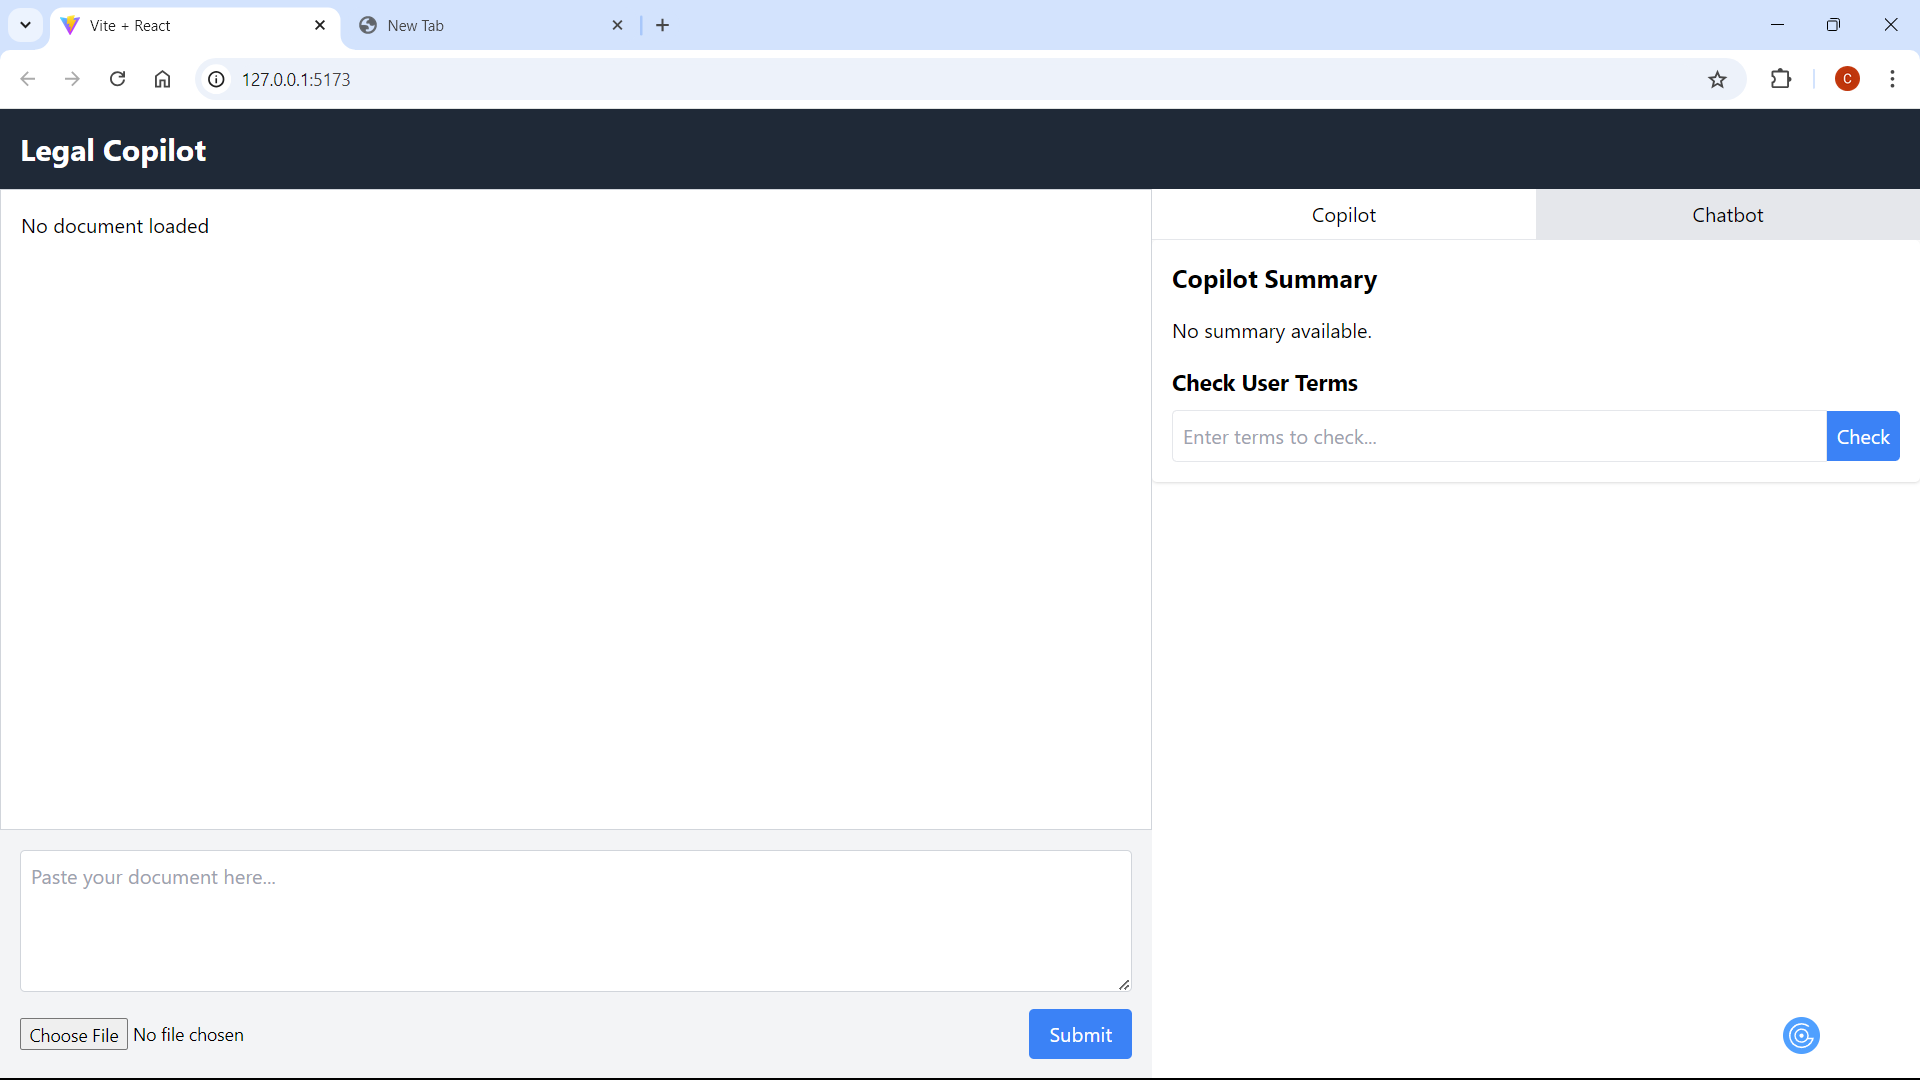 Vite + React
New Tab
127.0.0.1:5173
C
Legal Copilot
No document loaded
Copilot
Chatbot
Copilot Summary
No summary available.
Check User Terms
Enter terms to check...
Check
Paste your document here...
Choose File No file chosen
Submit